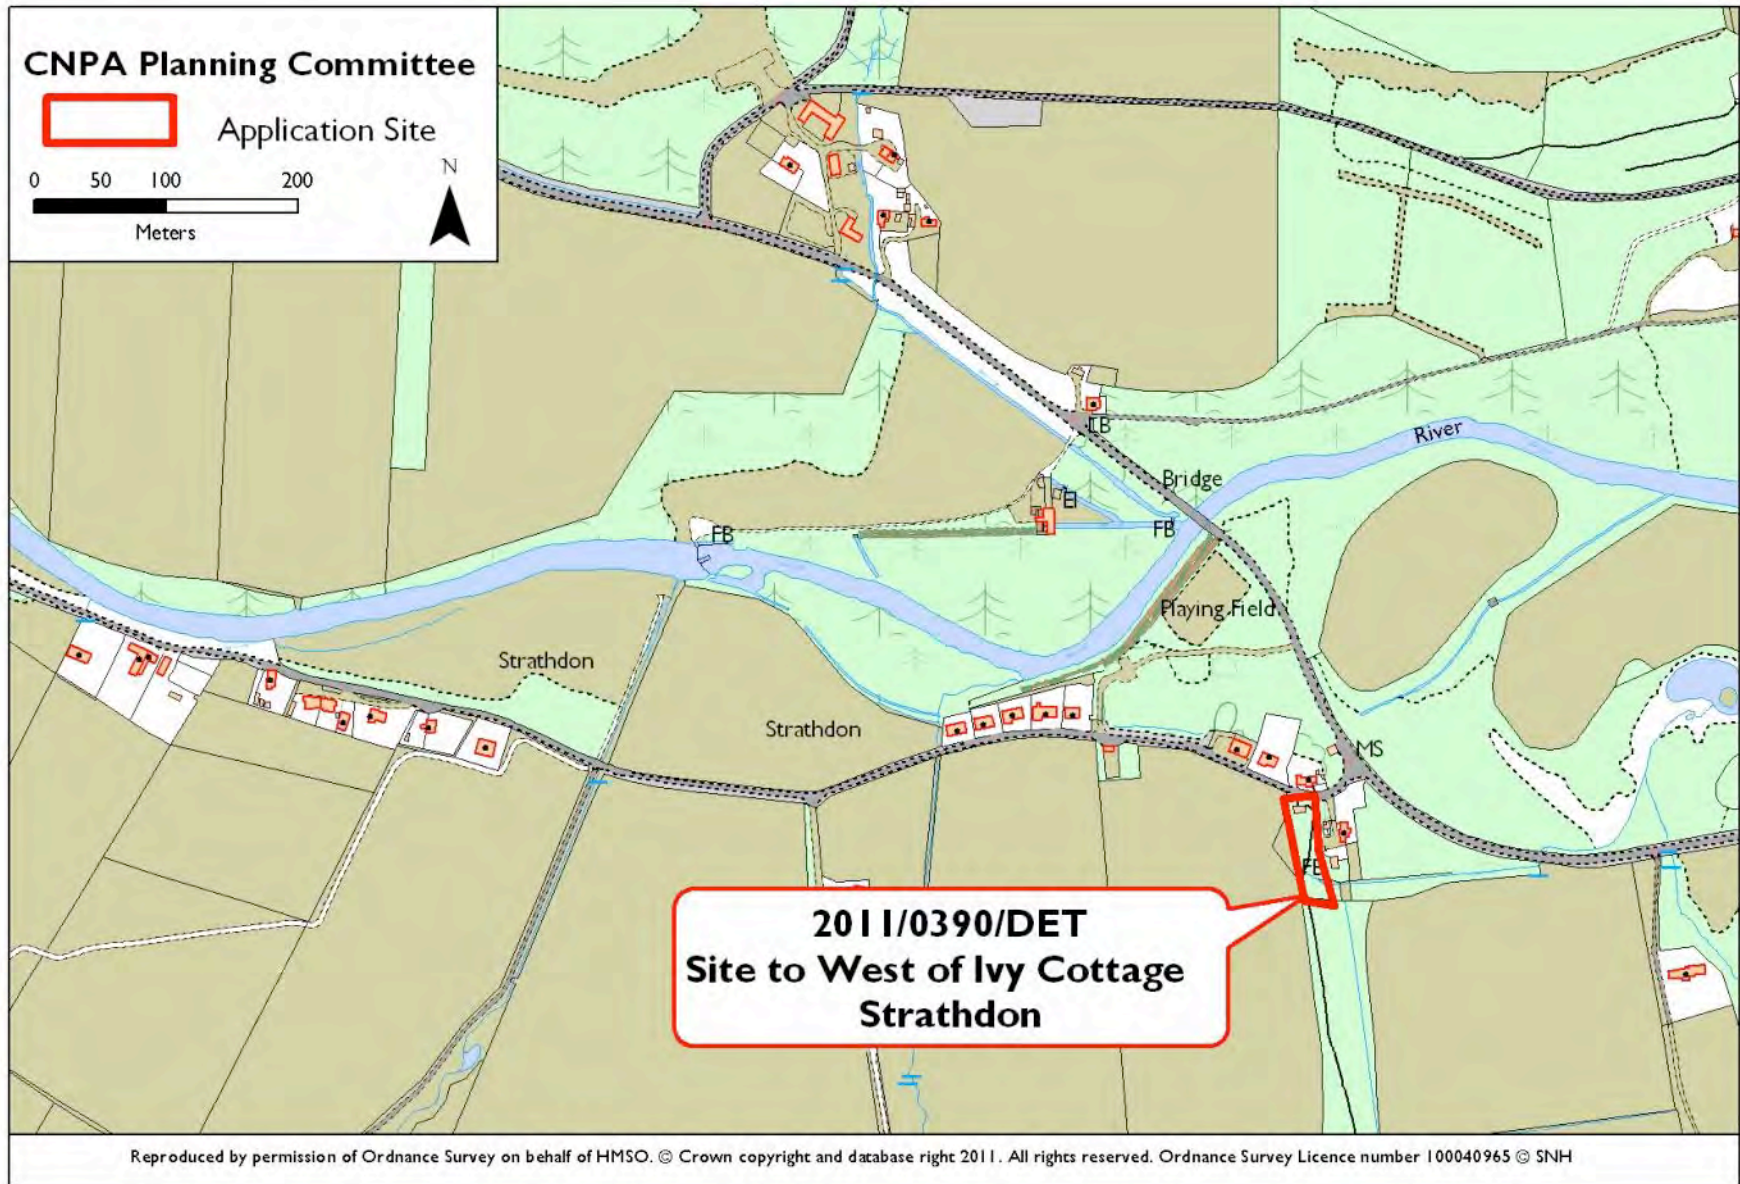 CNPA Planning Committee
Application Site
0 50 100 200
Meters
N
River
Bridge
FB
FB
Playing Field
Strathdon
Strathdon
MS
2011/0390/DET
Site to West of Ivy Cottage
Strathdon
Reproduced by permission of Ordnance Survey on behalf of HMSO. © Crown copyright and database right 2011. All rights reserved. Ordnance Survey Licence number 100040965 © SNH